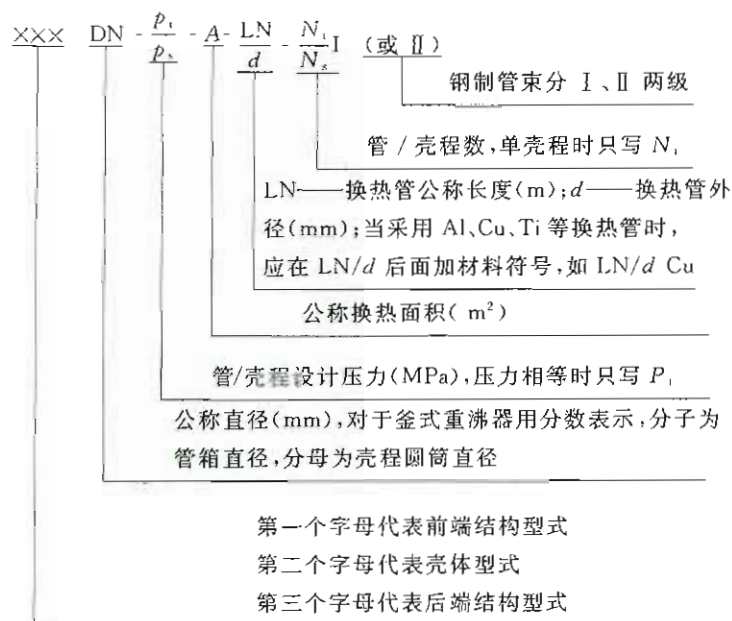 ××× DN - p_t/p_s - A - LN/d - N_t/N_s I (或 Ⅱ)
钢制管束分 Ⅰ、Ⅱ 两级
管 / 壳程数,单壳程时只写 N_t
LN——换热管公称长度(m);d——换热管外
径(mm);当采用 Al、Cu、Ti 等换热管时,
应在 LN/d 后面加材料符号,如 LN/d Cu
公称换热面积( m²)
管/壳程设计压力(MPa),压力相等时只写 P_t
公称直径(mm),对于釜式重沸器用分数表示,分子为
管箱直径,分母为壳程圆筒直径
第一个字母代表前端结构型式
第二个字母代表壳体型式
第三个字母代表后端结构型式